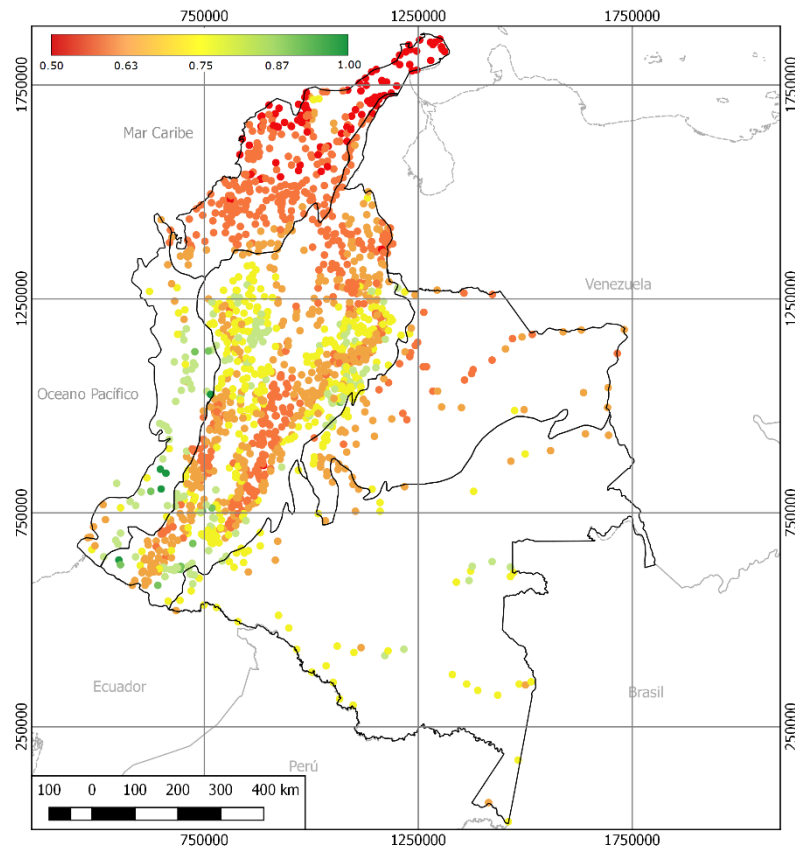 750000 1250000 1750000
0.50 0.63 0.75 0.87 1.00
1750000 1750000
Mar Caribe
Venezuela
1250000 1250000
Oceano Pacífico
750000 750000
Ecuador
Brasil
250000 250000
Perú
100 0 100 200 300 400 km
750000 1250000 1750000